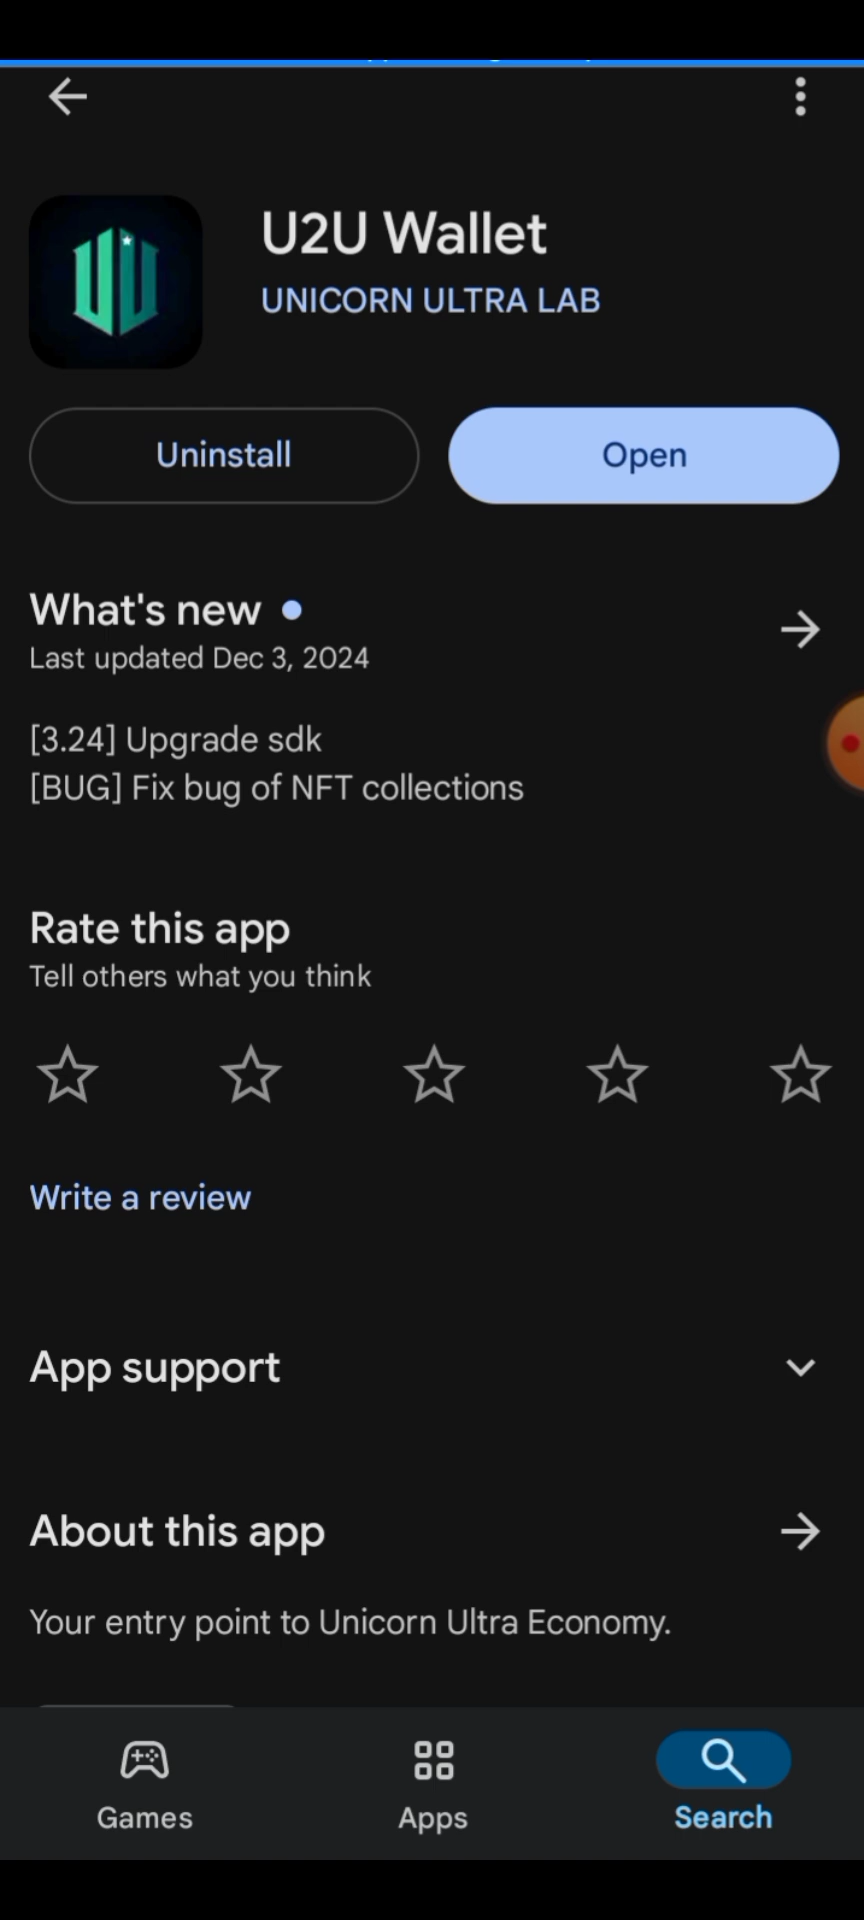 U2U Wallet
UNICORN ULTRA LAB
Uninstall
Open
What's new
Last updated Dec 3, 2024
[3.24] Upgrade sdk
[BUG] Fix bug of NFT collections
Rate this app
Tell others what you think
Write a review
App support
About this app
Your entry point to Unicorn Ultra Economy.
Games
Apps
Search